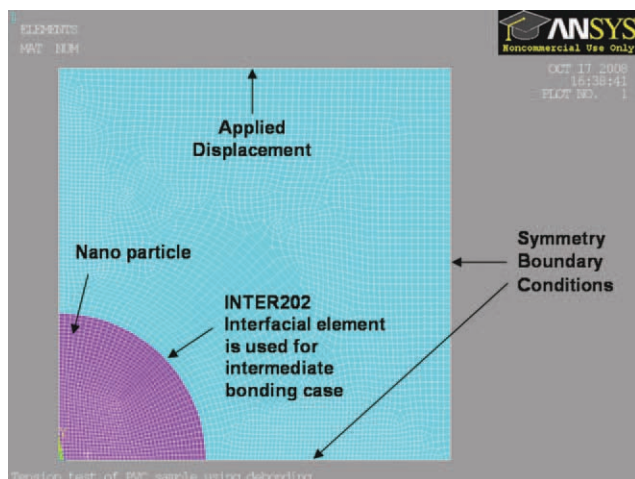 1
ELEMENTS
MAT NUM
ANSYS
Noncommercial Use Only
OCT 17 2008
16:38:41
PLOT NO. 1
Applied
Displacement
Nano particle
Symmetry
Boundary
Conditions
INTER202
Interfacial element
is used for
intermediate
bonding case
Tension test of PVC sample using debonding